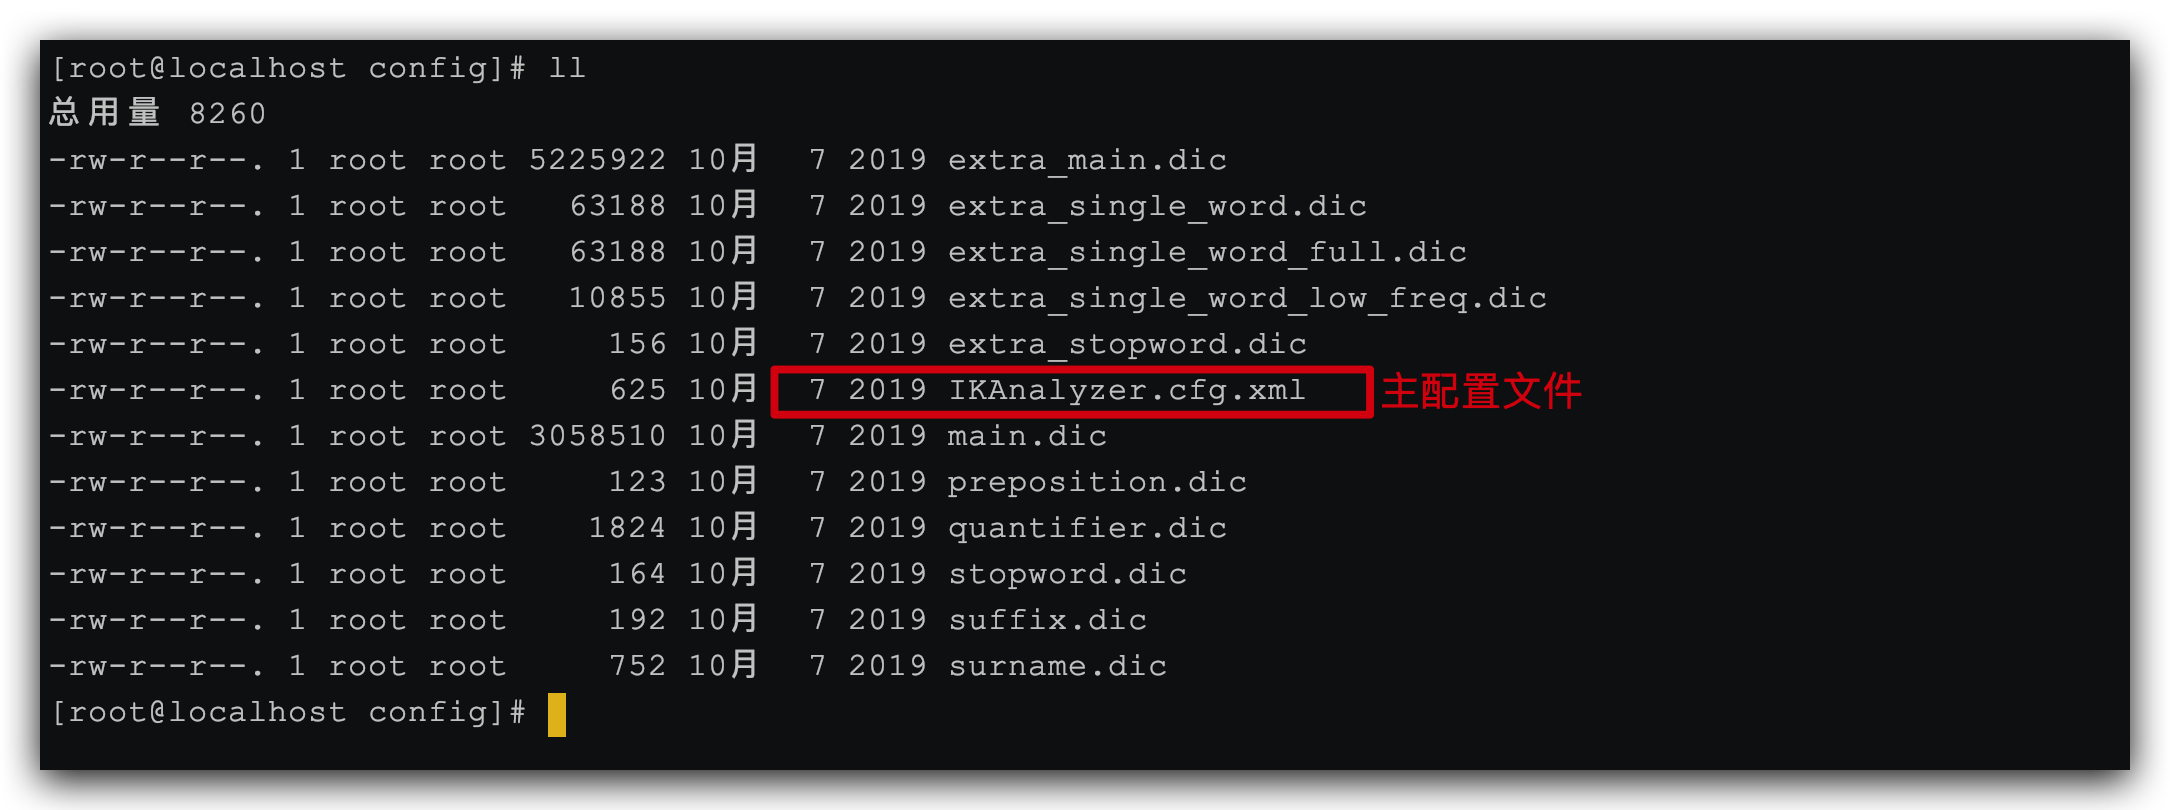 [root@localhost config]# ll
总用量 8260
-rw-r--r--. 1 root root 5225922 10月  7 2019 extra_main.dic
-rw-r--r--. 1 root root   63188 10月  7 2019 extra_single_word.dic
-rw-r--r--. 1 root root   63188 10月  7 2019 extra_single_word_full.dic
-rw-r--r--. 1 root root   10855 10月  7 2019 extra_single_word_low_freq.dic
-rw-r--r--. 1 root root     156 10月  7 2019 extra_stopword.dic
-rw-r--r--. 1 root root     625 10月  7 2019 IKAnalyzer.cfg.xml 主配置文件
-rw-r--r--. 1 root root 3058510 10月  7 2019 main.dic
-rw-r--r--. 1 root root     123 10月  7 2019 preposition.dic
-rw-r--r--. 1 root root    1824 10月  7 2019 quantifier.dic
-rw-r--r--. 1 root root     164 10月  7 2019 stopword.dic
-rw-r--r--. 1 root root     192 10月  7 2019 suffix.dic
-rw-r--r--. 1 root root     752 10月  7 2019 surname.dic
[root@localhost config]#